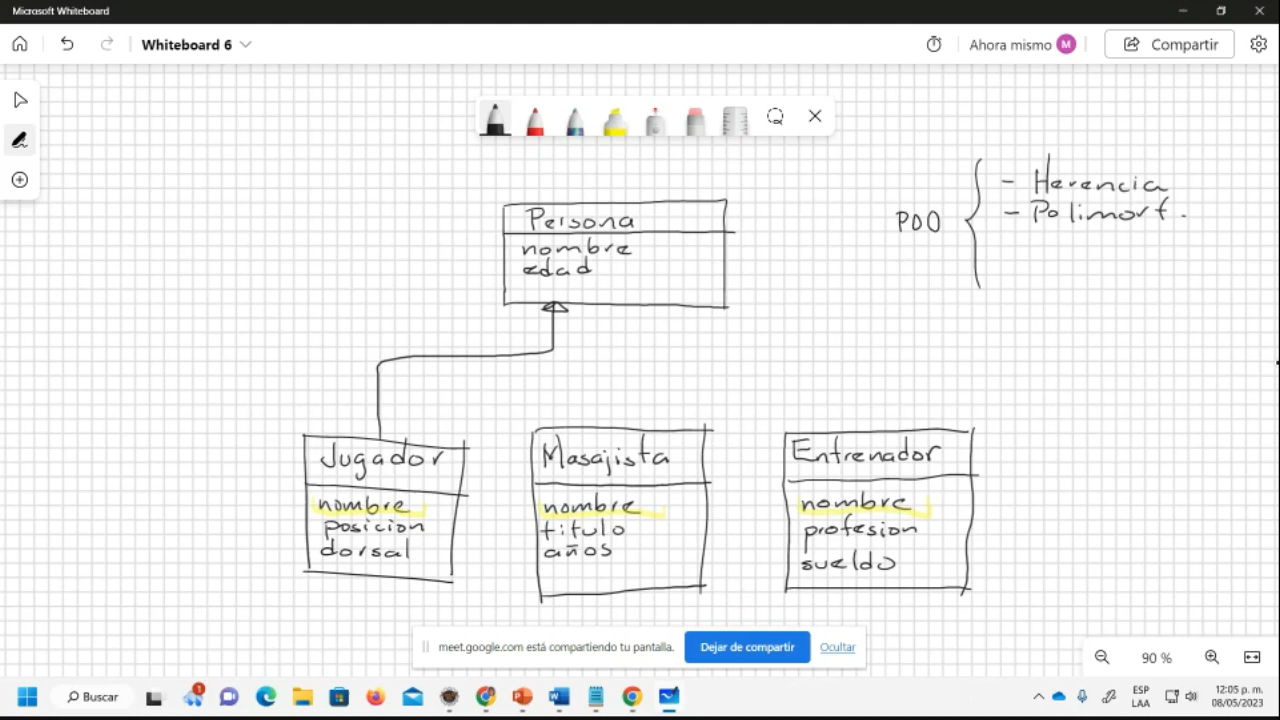 Microsoft Whiteboard
Whiteboard 6
Ahora mismo M
Compartir
Persona
nombre
edad
POO
- Herencia
- Polimorf.
Jugador
nombre
posicion
dorsal
Masajista
nombre
titulo
años
Entrenador
nombre
profesion
sueldo
meet.google.com está compartiendo tu pantalla.
Dejar de compartir
Ocultar
90 %
Buscar
1
ESP
LAA
12:05 p. m.
08/05/2023